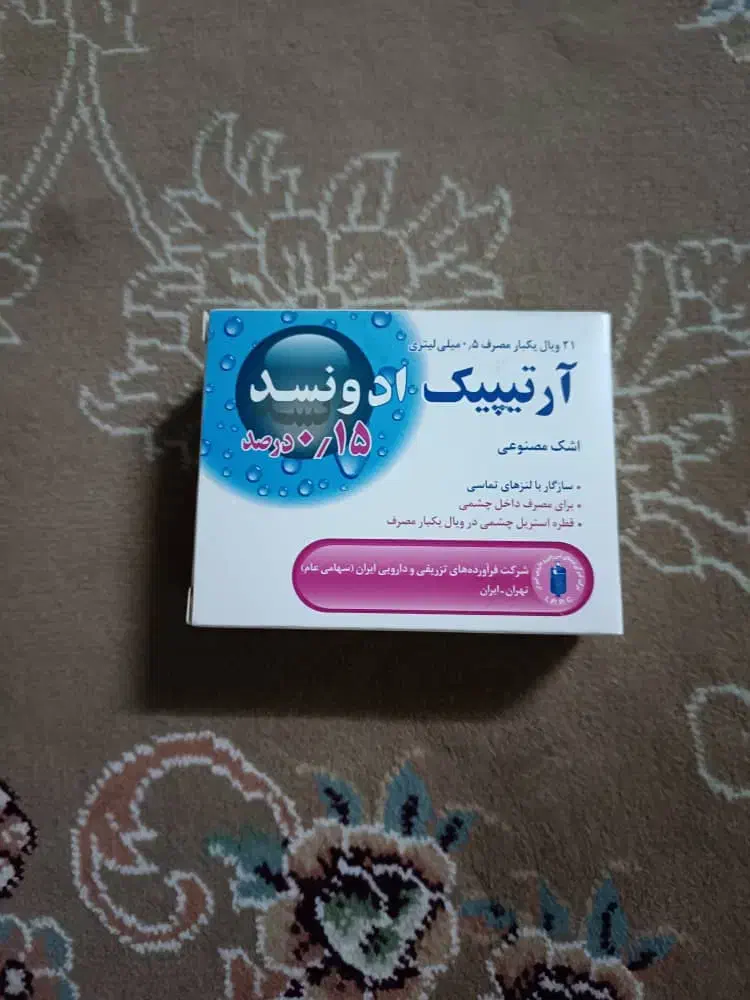 ۲۱ ویال یکبار مصرف ۰٫۵ میلی لیتری
آرتیپیک ادونسد
۰٫۱۵ درصد
اشک مصنوعی
• سازگار با لنزهای تماسی
• برای مصرف داخل چشمی
• قطره استریل چشمی در ویال یکبار مصرف
شرکت فرآورده‌های تزریقی و دارویی ایران (سهامی عام)
تهران - ایران